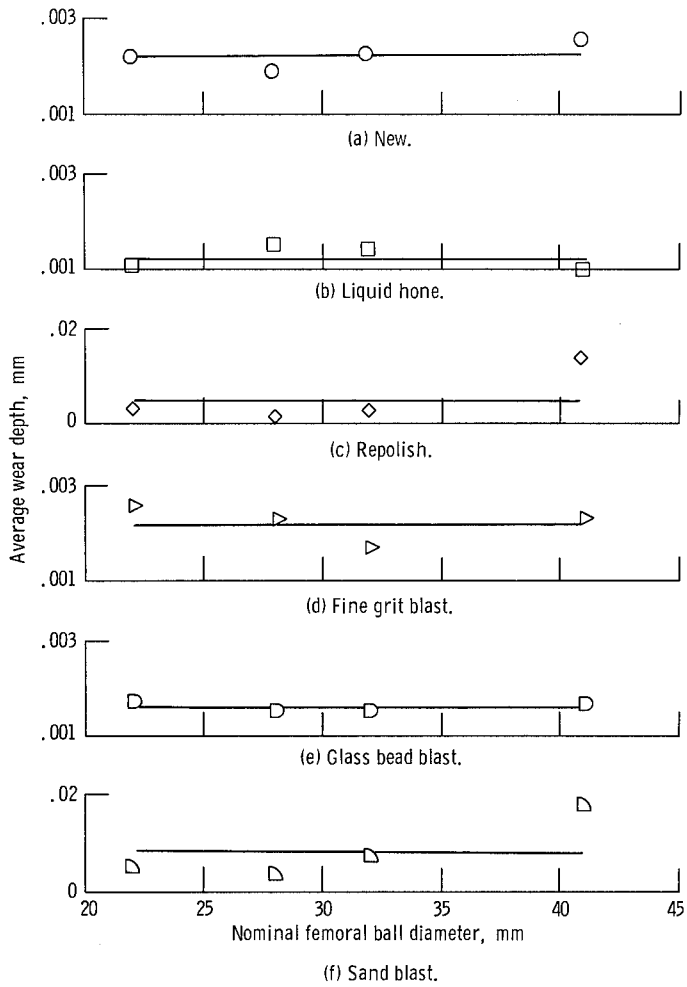 .003
.001
(a) New.
.003
.001
(b) Liquid hone.
.02
0
(c) Repolish.
.003
.001
(d) Fine grit blast.
.003
.001
(e) Glass bead blast.
.02
0
20 25 30 35 40 45
Nominal femoral ball diameter, mm
(f) Sand blast.
Average wear depth, mm